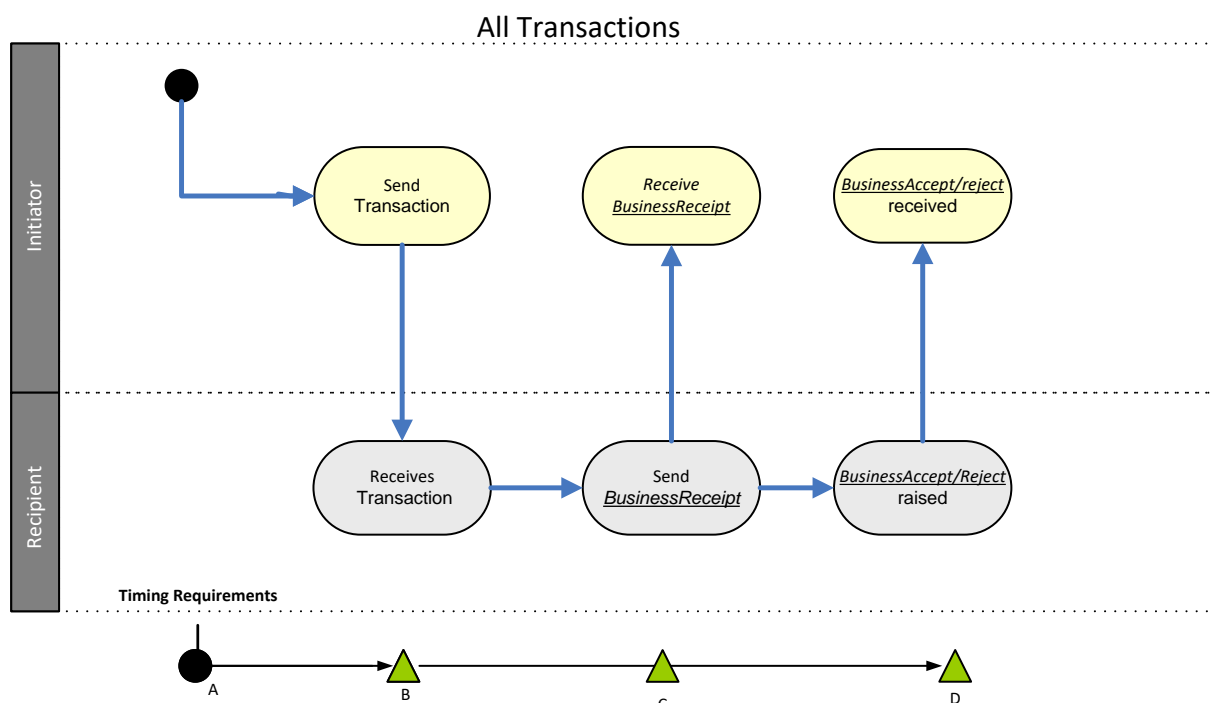 All Transactions
Initiator
Send
Transaction
Receive
BusinessReceipt
BusinessAccept/reject
received
Recipient
Receives
Transaction
Send
BusinessReceipt
BusinessAccept/Reject
raised
Timing Requirements
A
B
D